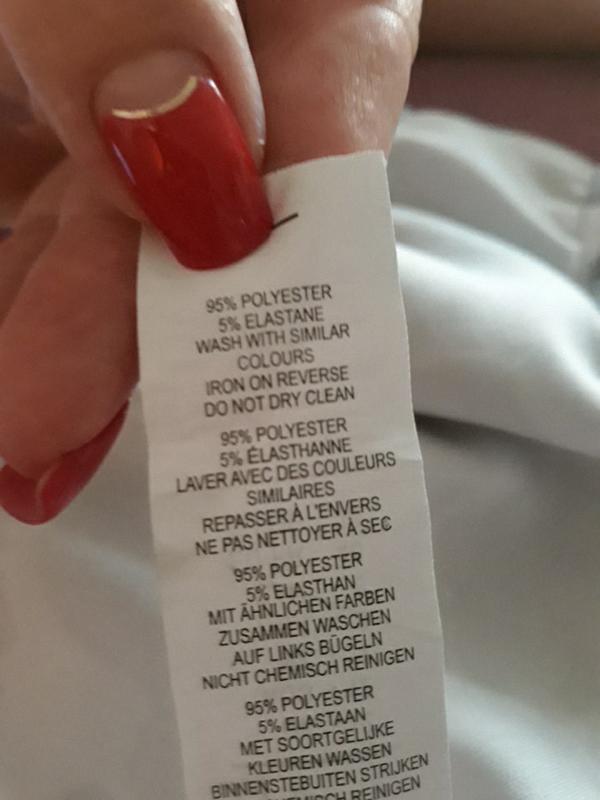 95% POLYESTER
5% ELASTANE
WASH WITH SIMILAR
COLOURS
IRON ON REVERSE
DO NOT DRY CLEAN
95% POLYESTER
5% ÉLASTHANNE
LAVER AVEC DES COULEURS
SIMILAIRES
REPASSER À L'ENVERS
NE PAS NETTOYER À SEC
95% POLYESTER
5% ELASTHAN
MIT ÄHNLICHEN FARBEN
ZUSAMMEN WASCHEN
AUF LINKS BÜGELN
NICHT CHEMISCH REINIGEN
95% POLYESTER
5% ELASTAAN
MET SOORTGELIJKE
KLEUREN WASSEN
BINNENSTEBUITEN STRIJKEN
REINIGEN